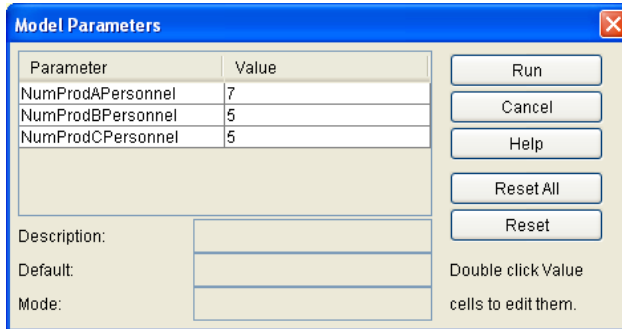 Model Parameters
Parameter Value
NumProdAPersonnel 7
NumProdBPersonnel 5
NumProdCPersonnel 5
Run
Cancel
Help
Reset All
Reset
Description:
Default:
Mode:
Double click Value
cells to edit them.